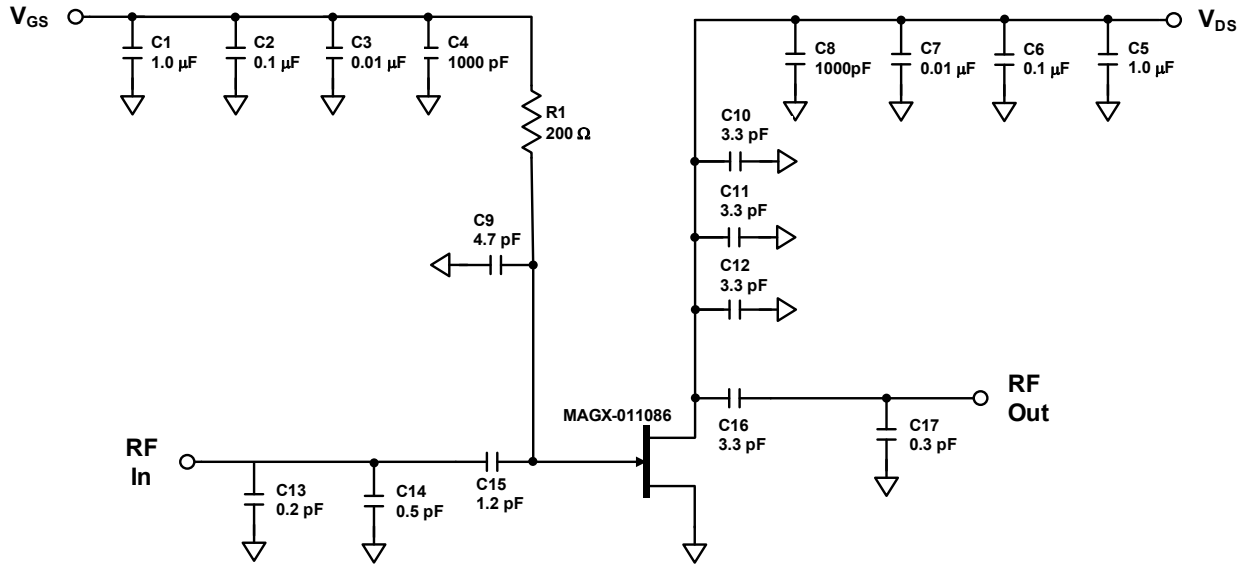 V_GS
C1
1.0 µF
C2
0.1 µF
C3
0.01 µF
C4
1000 pF
R1
200 Ω
C9
4.7 pF
V_DS
C8
1000pF
C7
0.01 µF
C6
0.1 µF
C5
1.0 µF
C10
3.3 pF
C11
3.3 pF
C12
3.3 pF
RF
In
C13
0.2 pF
C14
0.5 pF
C15
1.2 pF
MAGX-011086
C16
3.3 pF
C17
0.3 pF
RF
Out